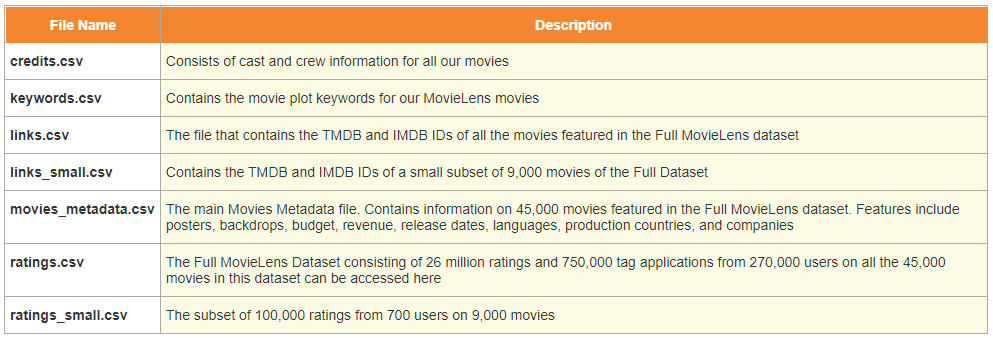 File Name Description
credits.csv Consists of cast and crew information for all our movies
keywords.csv Contains the movie plot keywords for our MovieLens movies
links.csv The file that contains the TMDB and IMDB IDs of all the movies featured in the Full MovieLens dataset
links_small.csv Contains the TMDB and IMDB IDs of a small subset of 9,000 movies of the Full Dataset
movies_metadata.csv The main Movies Metadata file. Contains information on 45,000 movies featured in the Full MovieLens dataset. Features include
posters, backdrops, budget, revenue, release dates, languages, production countries, and companies
ratings.csv The Full MovieLens Dataset consisting of 26 million ratings and 750,000 tag applications from 270,000 users on all the 45,000
movies in this dataset can be accessed here
ratings_small.csv The subset of 100,000 ratings from 700 users on 9,000 movies